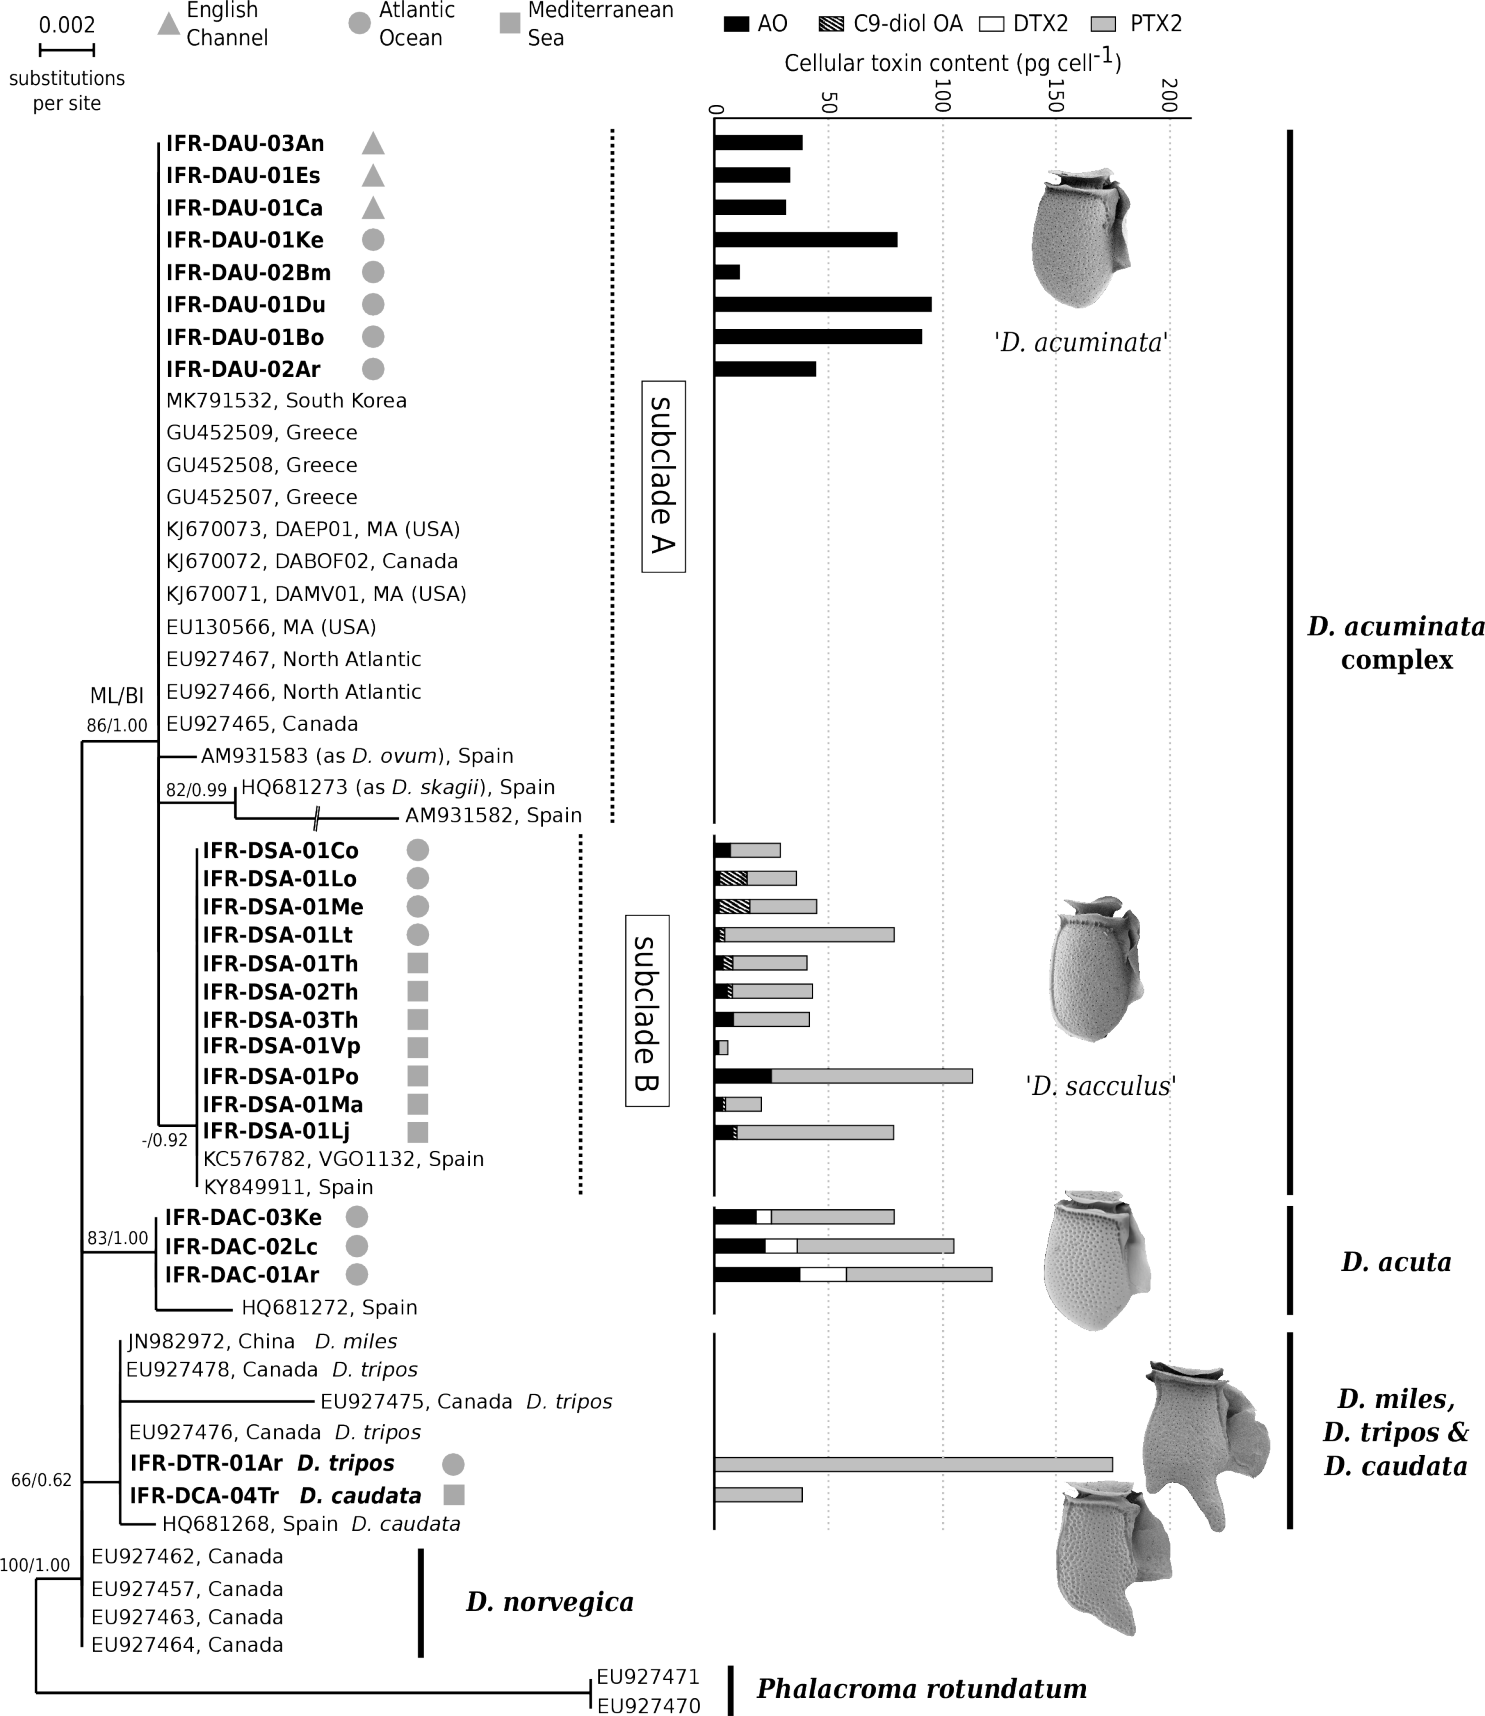 0.002
substitutions
per site
English
Channel
Atlantic
Ocean
Mediterranean
Sea
AO
C9-diol OA
DTX2
PTX2
Cellular toxin content (pg cell-1)
0
50
100
150
200
IFR-DAU-03An
IFR-DAU-01Es
IFR-DAU-01Ca
IFR-DAU-01Ke
IFR-DAU-02Bm
IFR-DAU-01Du
IFR-DAU-01Bo
IFR-DAU-02Ar
MK791532, South Korea
GU452509, Greece
GU452508, Greece
GU452507, Greece
KJ670073, DAEP01, MA (USA)
KJ670072, DABOF02, Canada
KJ670071, DAMV01, MA (USA)
EU130566, MA (USA)
EU927467, North Atlantic
EU927466, North Atlantic
EU927465, Canada
AM931583 (as D. ovum), Spain
HQ681273 (as D. skagii), Spain
AM931582, Spain
ML/BI
86/1.00
82/0.99
subclade A
'D. acuminata'
D. acuminata
complex
IFR-DSA-01Co
IFR-DSA-01Lo
IFR-DSA-01Me
IFR-DSA-01Lt
IFR-DSA-01Th
IFR-DSA-02Th
IFR-DSA-03Th
IFR-DSA-01Vp
IFR-DSA-01Po
IFR-DSA-01Ma
IFR-DSA-01Lj
KC576782, VGO1132, Spain
KY849911, Spain
-/0.92
subclade B
'D. sacculus'
IFR-DAC-03Ke
IFR-DAC-02Lc
IFR-DAC-01Ar
HQ681272, Spain
83/1.00
D. acuta
JN982972, China D. miles
EU927478, Canada D. tripos
EU927475, Canada D. tripos
EU927476, Canada D. tripos
IFR-DTR-01Ar D. tripos
IFR-DCA-04Tr D. caudata
HQ681268, Spain D. caudata
66/0.62
D. miles,
D. tripos &
D. caudata
EU927462, Canada
EU927457, Canada
EU927463, Canada
EU927464, Canada
100/1.00
D. norvegica
EU927471
EU927470
Phalacroma rotundatum